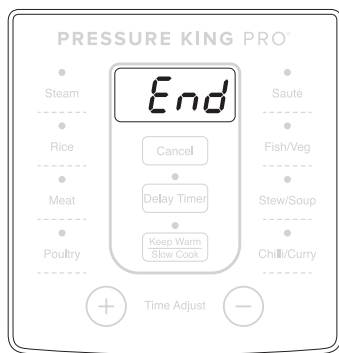 PRESSURE KING PRO®
End
Steam
Sauté
Rice
Cancel
Fish/Veg
Meat
Delay Timer
Stew/Soup
Poultry
Keep Warm
Slow Cook
Chilli/Curry
+ Time Adjust −